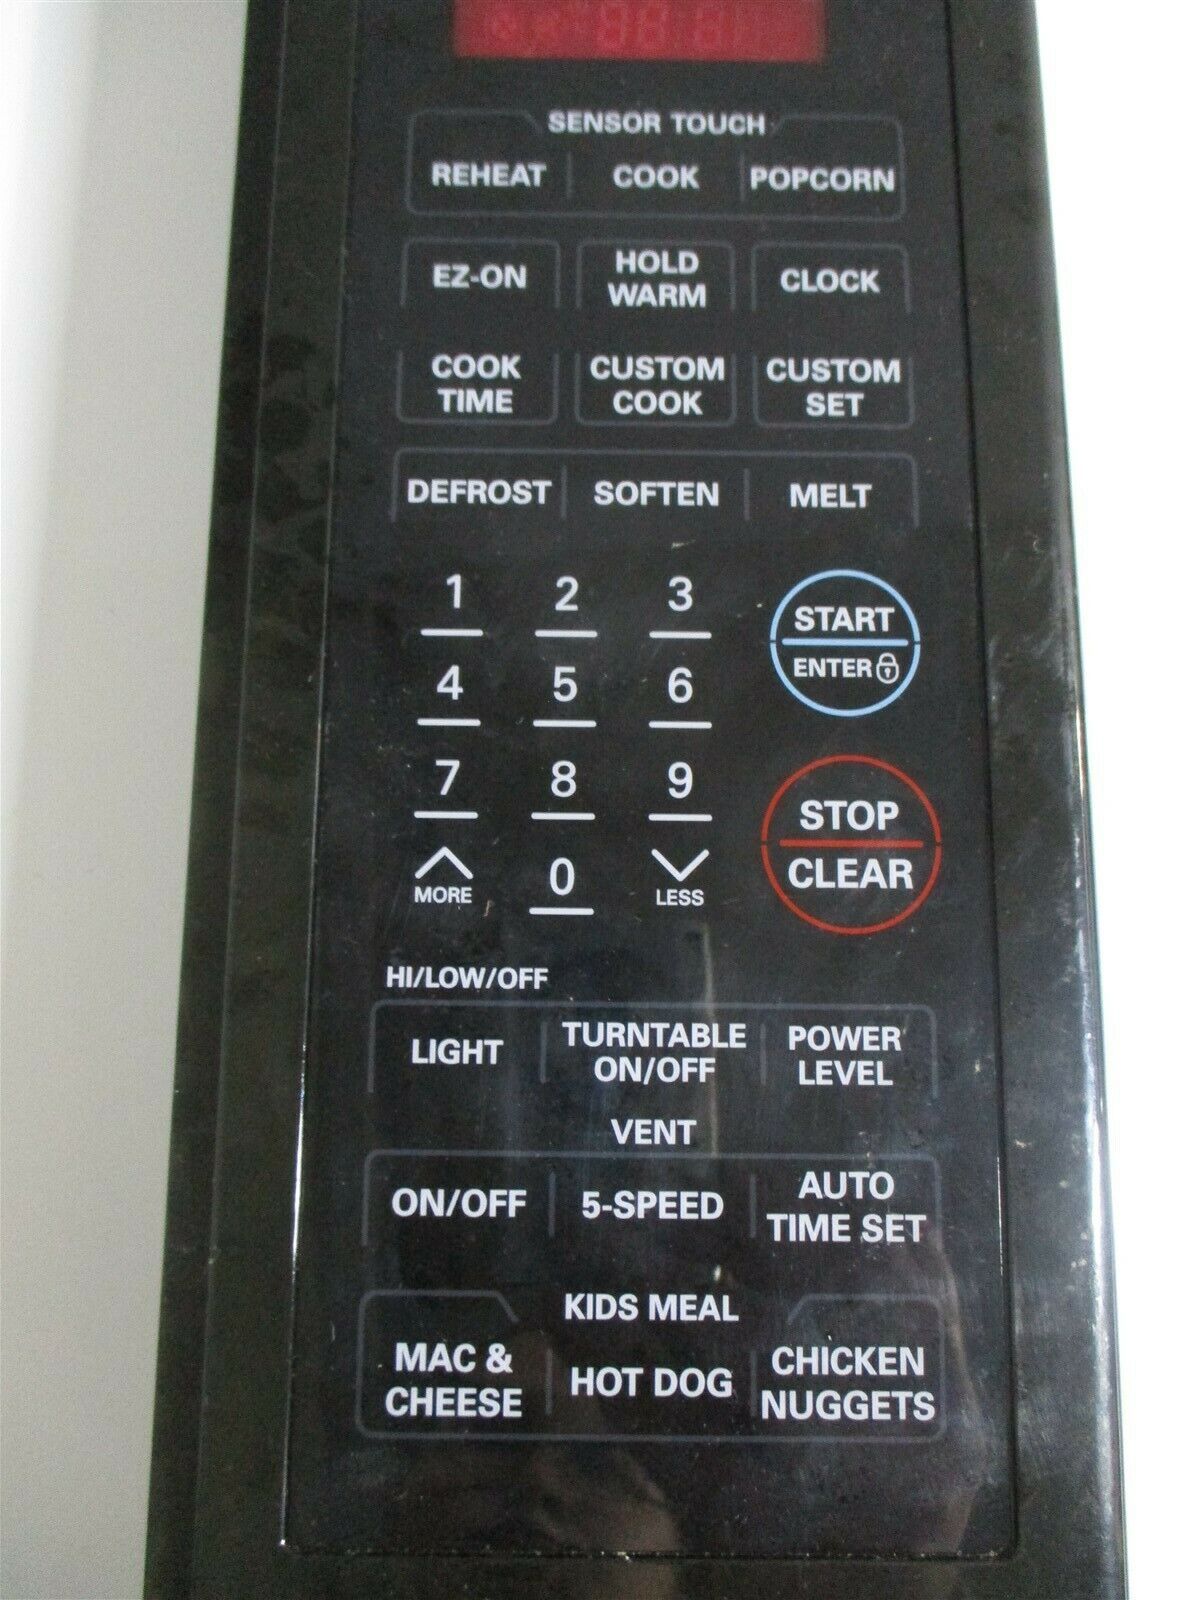 SENSOR TOUCH
REHEAT COOK POPCORN
EZ-ON HOLD WARM CLOCK
COOK TIME CUSTOM COOK CUSTOM SET
DEFROST SOFTEN MELT
1 2 3
START
ENTER
4 5 6
7 8 9
STOP
CLEAR
MORE 0 LESS
HI/LOW/OFF
LIGHT TURNTABLE ON/OFF POWER LEVEL
VENT
ON/OFF 5-SPEED AUTO TIME SET
KIDS MEAL
MAC & CHEESE HOT DOG CHICKEN NUGGETS